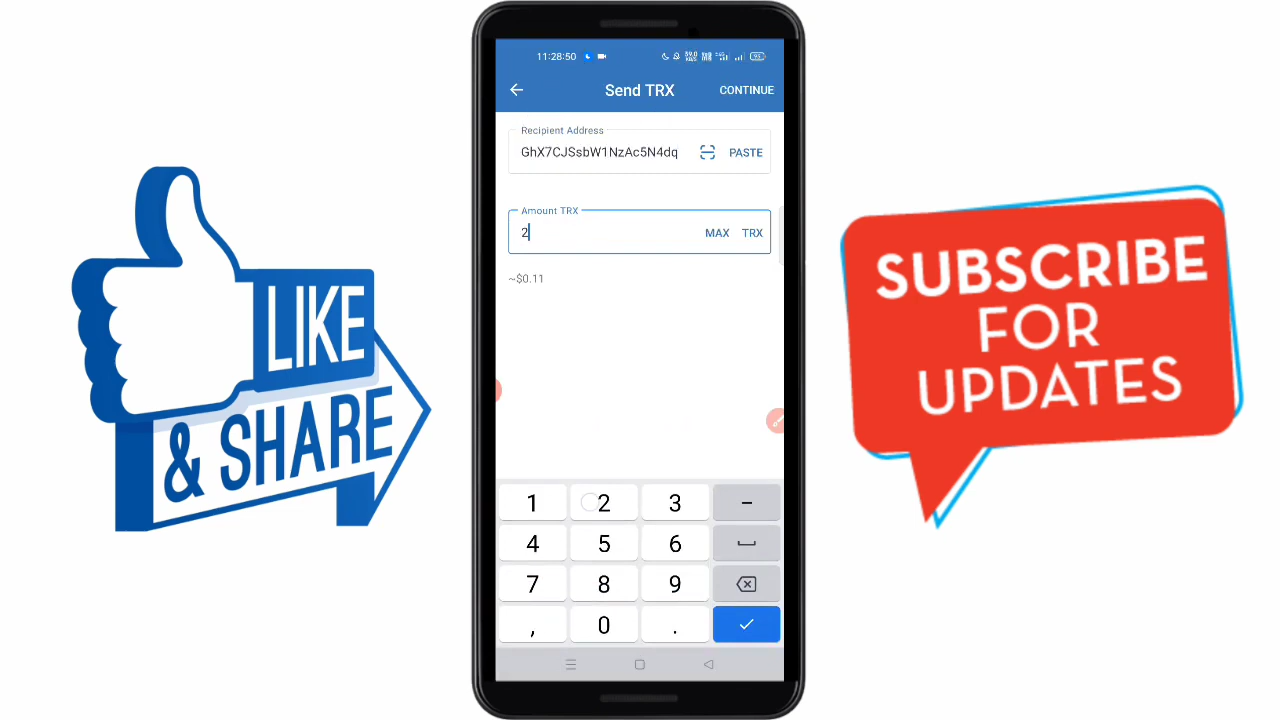 11:28:50
Send TRX
CONTINUE
Recipient Address
GhX7CJSsbW1NzAc5N4dq
PASTE
Amount TRX
2
MAX
TRX
~$0.11
1 2 3 –
4 5 6
7 8 9
, 0 .
LIKE
& SHARE
SUBSCRIBE
FOR
UPDATES